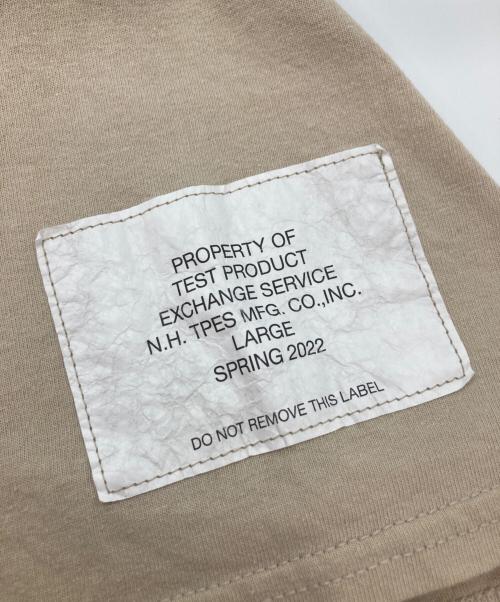 PROPERTY OF
TEST PRODUCT
EXCHANGE SERVICE
N.H. TPES MFG. CO.,INC.
LARGE
SPRING 2022
DO NOT REMOVE THIS LABEL